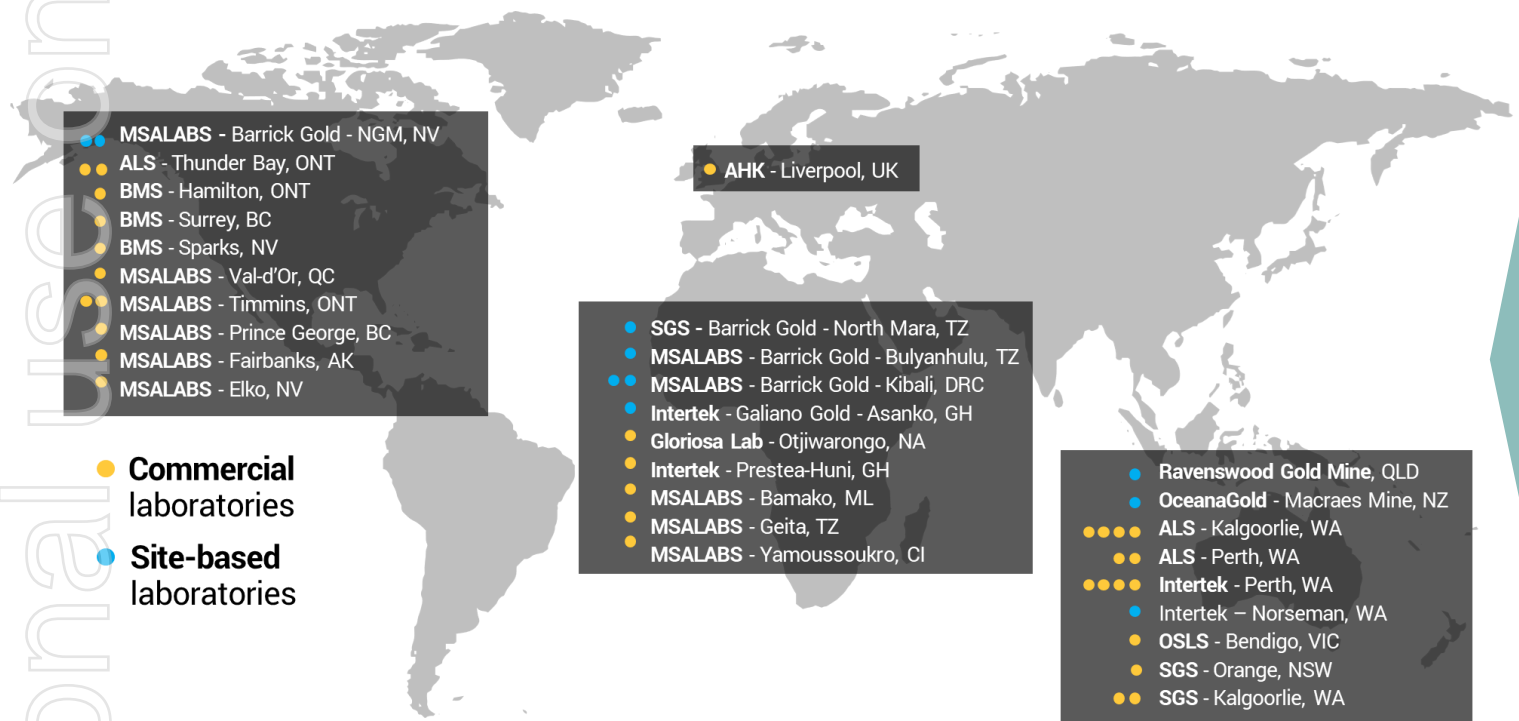 MSALABS - Barrick Gold - NGM, NV
ALS - Thunder Bay, ONT
BMS - Hamilton, ONT
BMS - Surrey, BC
BMS - Sparks, NV
MSALABS - Val-d'Or, QC
MSALABS - Timmins, ONT
MSALABS - Prince George, BC
MSALABS - Fairbanks, AK
MSALABS - Elko, NV
Commercial
laboratories
Site-based
laboratories
AHK - Liverpool, UK
SGS - Barrick Gold - North Mara, TZ
MSALABS - Barrick Gold - Bulyanhulu, TZ
MSALABS - Barrick Gold - Kibali, DRC
Intertek - Galiano Gold - Asanko, GH
Gloriosa Lab - Otjiwarongo, NA
Intertek - Prestea-Huni, GH
MSALABS - Bamako, ML
MSALABS - Geita, TZ
MSALABS - Yamoussoukro, CI
Ravenswood Gold Mine, QLD
OceanaGold - Macraes Mine, NZ
ALS - Kalgoorlie, WA
ALS - Perth, WA
Intertek - Perth, WA
Intertek – Norseman, WA
OSLS - Bendigo, VIC
SGS - Orange, NSW
SGS - Kalgoorlie, WA
onal use on